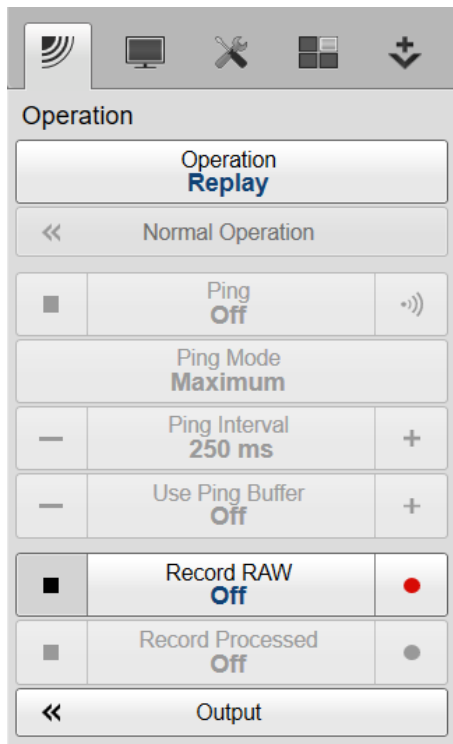 Operation
Operation
Replay
Normal Operation
Ping
Off
Ping Mode
Maximum
Ping Interval
250 ms
Use Ping Buffer
Off
Record RAW
Off
Record Processed
Off
Output